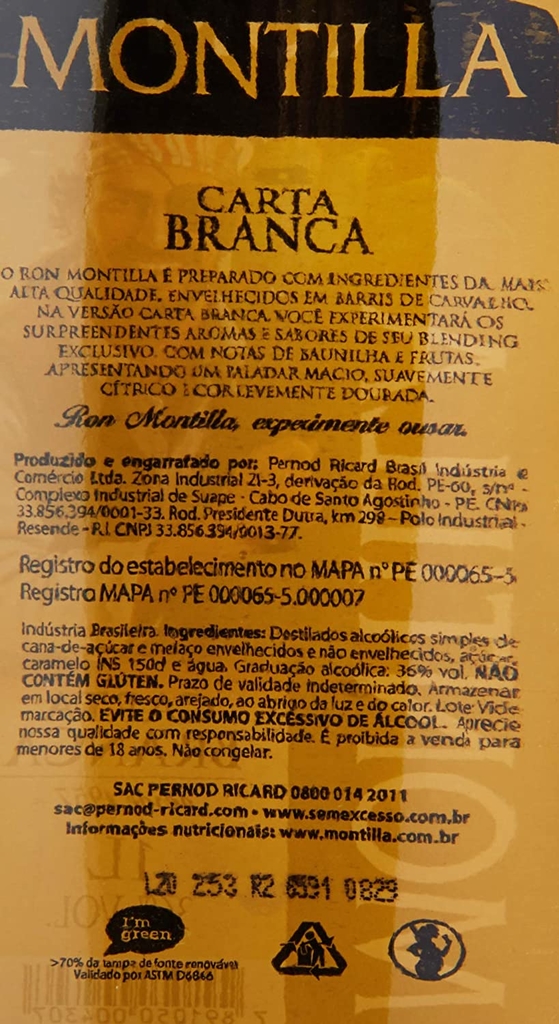 MONTILLA
CARTA
BRANCA
O RON MONTILLA É PREPARADO COM INGREDIENTES DA MAIS
ALTA QUALIDADE, ENVELHECIDOS EM BARRIS DE CARVALHO.
NA VERSÃO CARTA BRANCA, VOCÊ EXPERIMENTARÁ OS
SURPREENDENTES AROMAS E SABORES DE SEU BLENDING
EXCLUSIVO, COM NOTAS DE BAUNILHA E FRUTAS,
APRESENTANDO UM PALADAR MACIO, SUAVEMENTE
CÍTRICO E COR LEVEMENTE DOURADA.
Ron Montilla, experimente ousar.
Produzido e engarrafado por: Pernod Ricard Brasil Indústria e
Comércio Ltda. Zona Industrial ZI-3, derivação da Rod. PE-60, s/nº -
Complexo Industrial de Suape - Cabo de Santo Agostinho - PE. CNPJ
33.856.394/0001-33. Rod. Presidente Dutra, km 298 - Polo Industrial -
Resende - RJ. CNPJ 33.856.394/0013-77.
Registro do estabelecimento no MAPA nº PE 000065-5
Registro MAPA nº PE 000065-5.000007
Indústria Brasileira. Ingredientes: Destilados alcoólicos simples de
cana-de-açúcar e melaço envelhecidos e não envelhecidos, açúcar,
caramelo INS 150d e água. Graduação alcoólica: 36% vol. NÃO
CONTÉM GLÚTEN. Prazo de validade indeterminado. Armazenar
em local seco, fresco, arejado, ao abrigo da luz e do calor. Lote: Vide
marcação. EVITE O CONSUMO EXCESSIVO DE ÁLCOOL. Aprecie
nossa qualidade com responsabilidade. É proibida a venda para
menores de 18 anos. Não congelar.
SAC PERNOD RICARD 0800 014 2011
sac@pernod-ricard.com • www.semexcesso.com.br
Informações nutricionais: www.montilla.com.br
L20 253 R2 0829
I'm
green
>70% da tampa de fonte renovável
Validado por ASTM D6866
1L
VOL.
MONTILLA
7 891050 004307